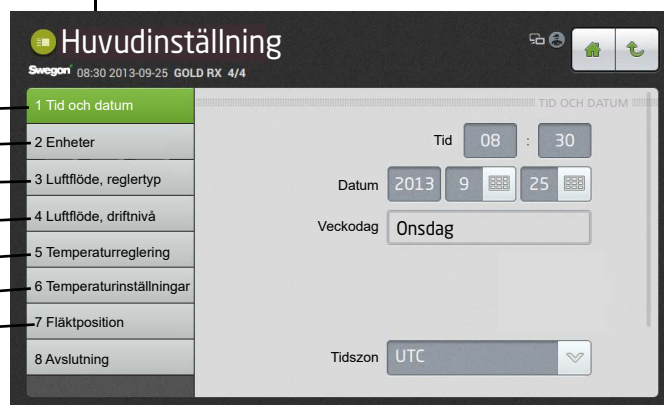 Huvudinställning
Swegon 08:30 2013-09-25 GOLD RX 4/4
1 Tid och datum
TID OCH DATUM
2 Enheter
Tid 08 : 30
3 Luftflöde, reglertyp
Datum 2013 9 25
4 Luftflöde, driftnivå
Veckodag Onsdag
5 Temperaturreglering
6 Temperaturinställningar
7 Fläktposition
8 Avslutning
Tidszon UTC